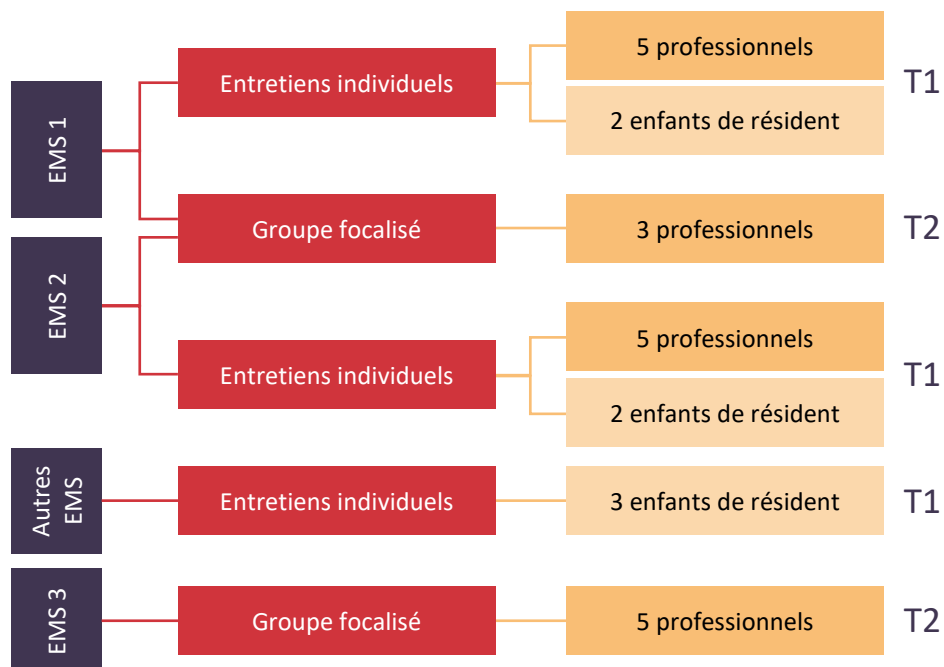 EMS 1
Entretiens individuels
5 professionnels
2 enfants de résident
T1
Groupe focalisé
3 professionnels
T2
EMS 2
Entretiens individuels
5 professionnels
2 enfants de résident
T1
Autres
EMS
Entretiens individuels
3 enfants de résident
T1
EMS 3
Groupe focalisé
5 professionnels
T2